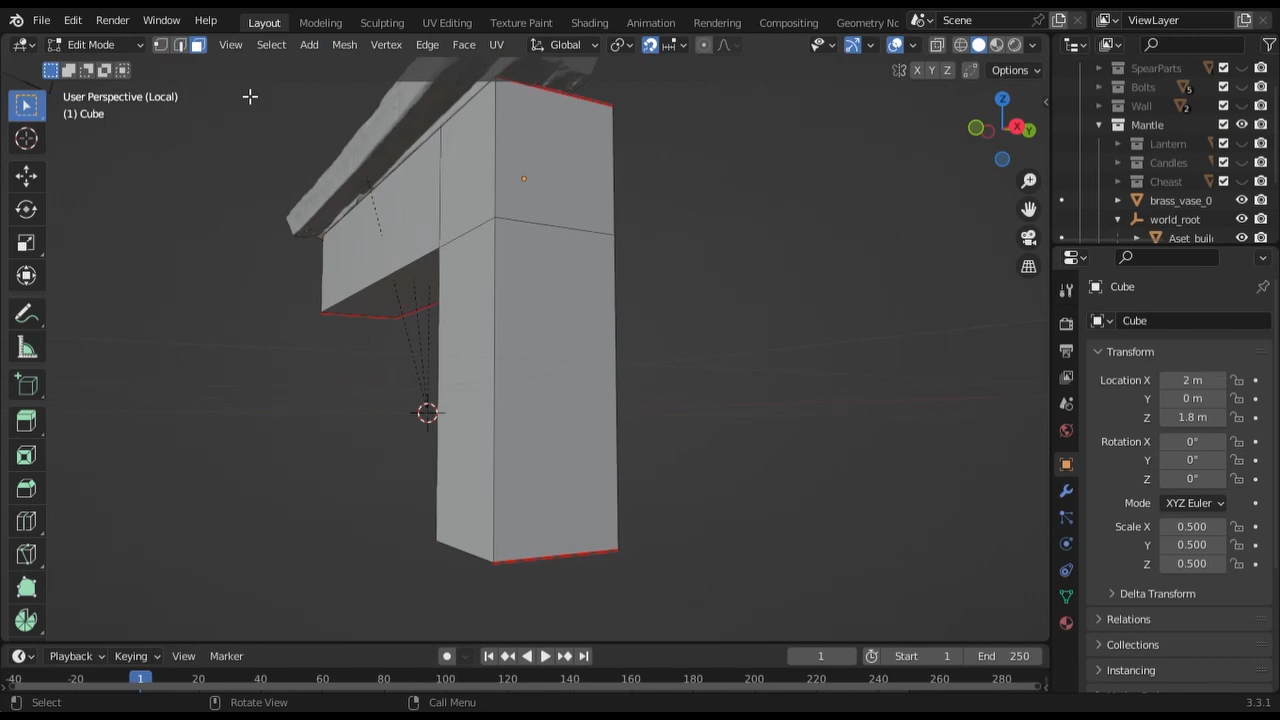 File Edit Render Window Help Layout Modeling Sculpting UV Editing Texture Paint Shading Animation Rendering Compositing Geometry Nc Scene ViewLayer
Edit Mode View Select Add Mesh Vertex Edge Face UV Global
X Y Z Options
User Perspective (Local)
(1) Cube
Z
X
Y
SpearParts
Bolts 5
Wall 2
Mantle
Lantern
Candles
Cheast
brass_vase_0
world_root
Aset_buil
Cube
Cube
Transform
Location X 2 m
Y 0 m
Z 1.8 m
Rotation X 0°
Y 0°
Z 0°
Mode XYZ Euler
Scale X 0.500
Y 0.500
Z 0.500
Delta Transform
Relations
Collections
Instancing
Playback Keying View Marker 1 Start 1 End 250
-40 -20 1 20 40 60 80 100 120 140 160 180 200 220 240 260 280
Select Rotate View Call Menu 3.3.1